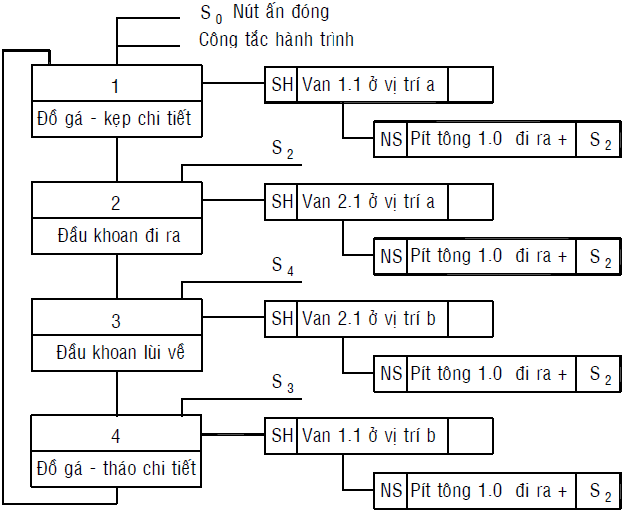 S0 Nút ấn đóng
Công tắc hành trình
1
Đồ gá - kẹp chi tiết
SH Van 1.1 ở vị trí a
NS Pít tông 1.0 đi ra + S2
S2
2
Đầu khoan đi ra
SH Van 2.1 ở vị trí a
NS Pít tông 1.0 đi ra + S2
S4
3
Đầu khoan lùi về
SH Van 2.1 ở vị trí b
NS Pít tông 1.0 đi ra + S2
S3
4
Đồ gá - tháo chi tiết
SH Van 1.1 ở vị trí b
NS Pít tông 1.0 đi ra + S2